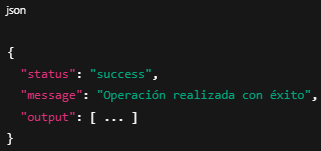 json
{
"status": "success",
"message": "Operación realizada con éxito",
"output": [ ... ]
}